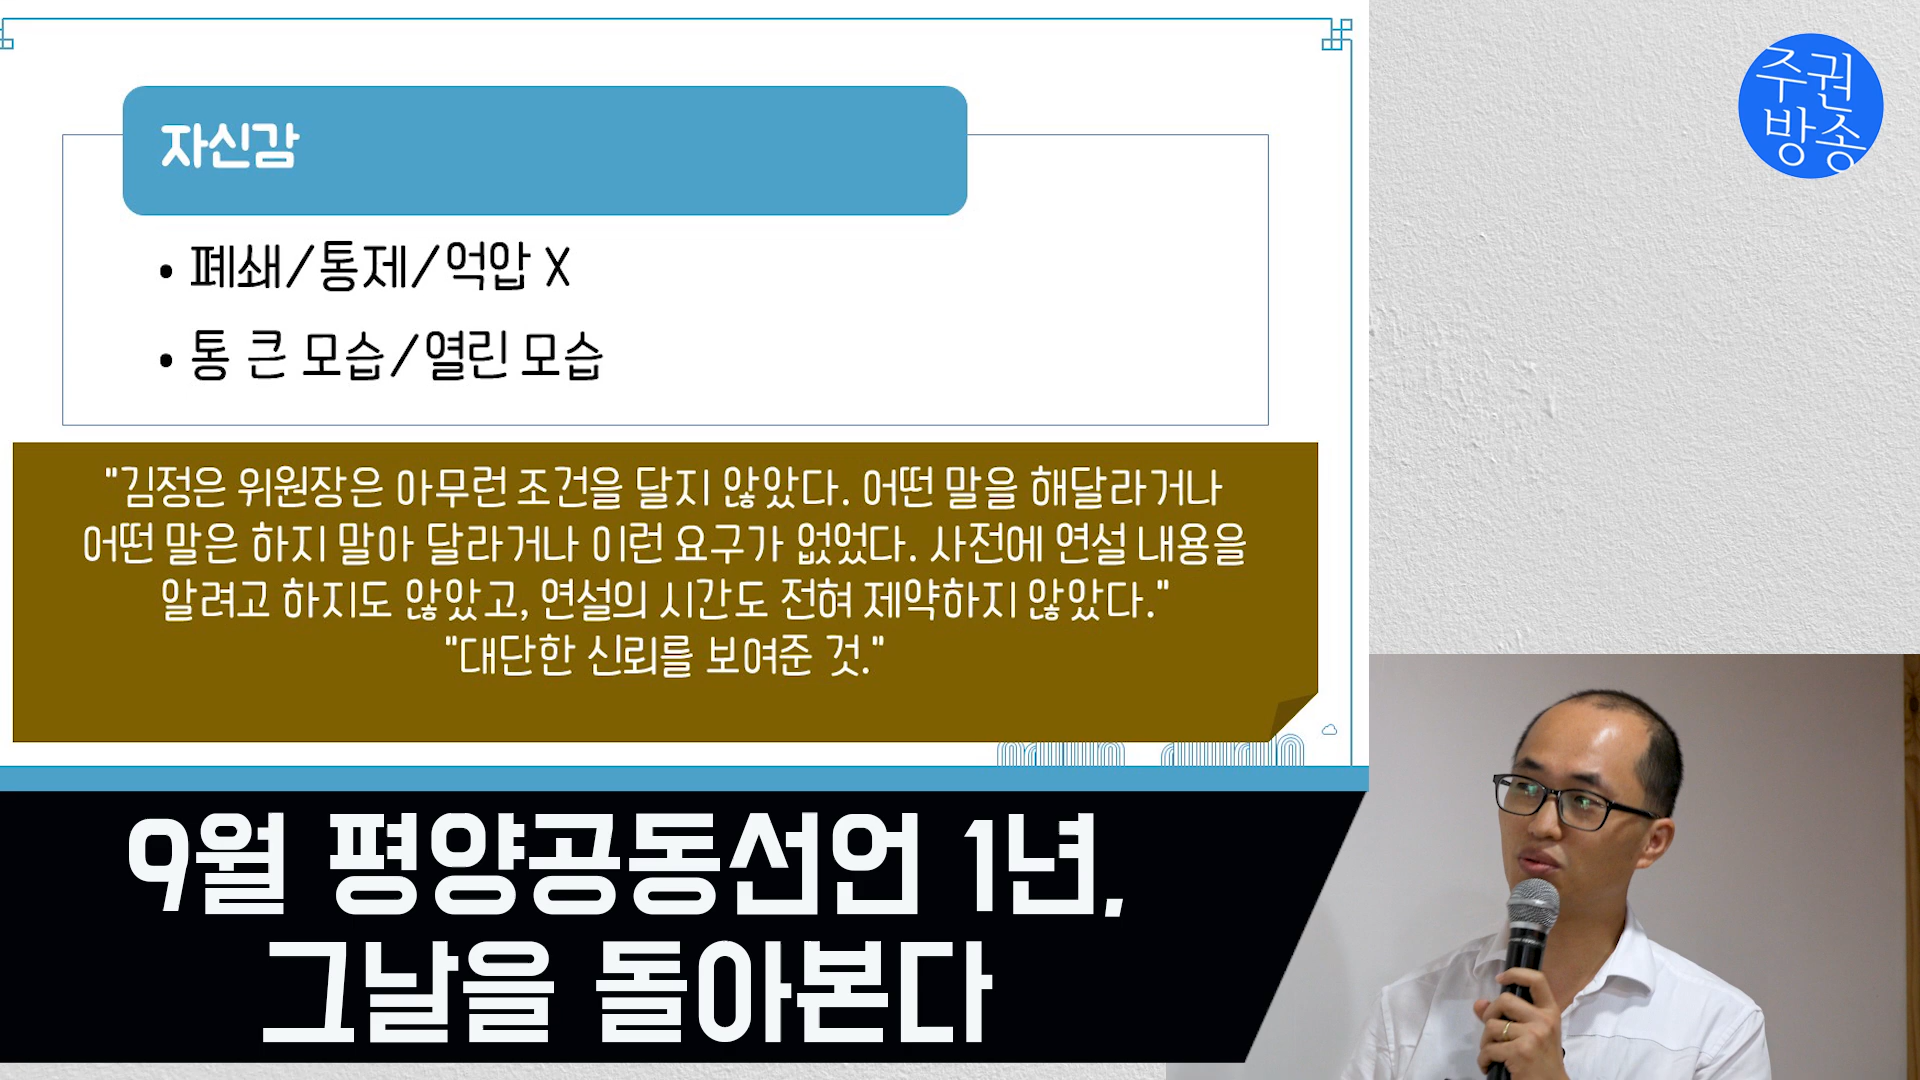 주권
방송
자신감
• 폐쇄/통제/억압 X
• 통 큰 모습/열린 모습
"김정은 위원장은 아무런 조건을 달지 않았다. 어떤 말을 해달라거나
어떤 말은 하지 말아 달라거나 이런 요구가 없었다. 사전에 연설 내용을
알려고 하지도 않았고, 연설의 시간도 전혀 제약하지 않았다."
"대단한 신뢰를 보여준 것."
9월 평양공동선언 1년,
그날을 돌아본다